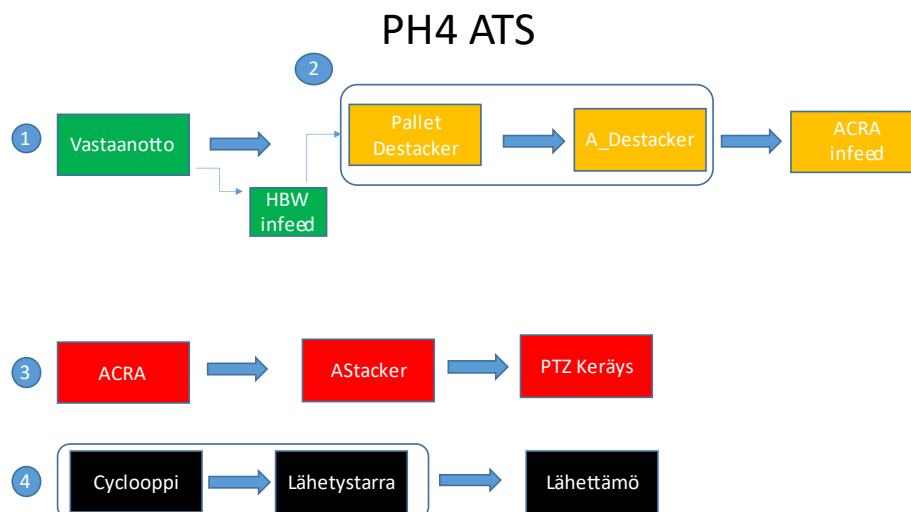 PH4 ATS
2
1
Vastaanotto
Pallet
Destacker
A_Destacker
ACRA
infeed
HBW
infeed
3
ACRA
AStacker
PTZ Keräys
4
Cyclooppi
Lähetystarra
Lähettämö